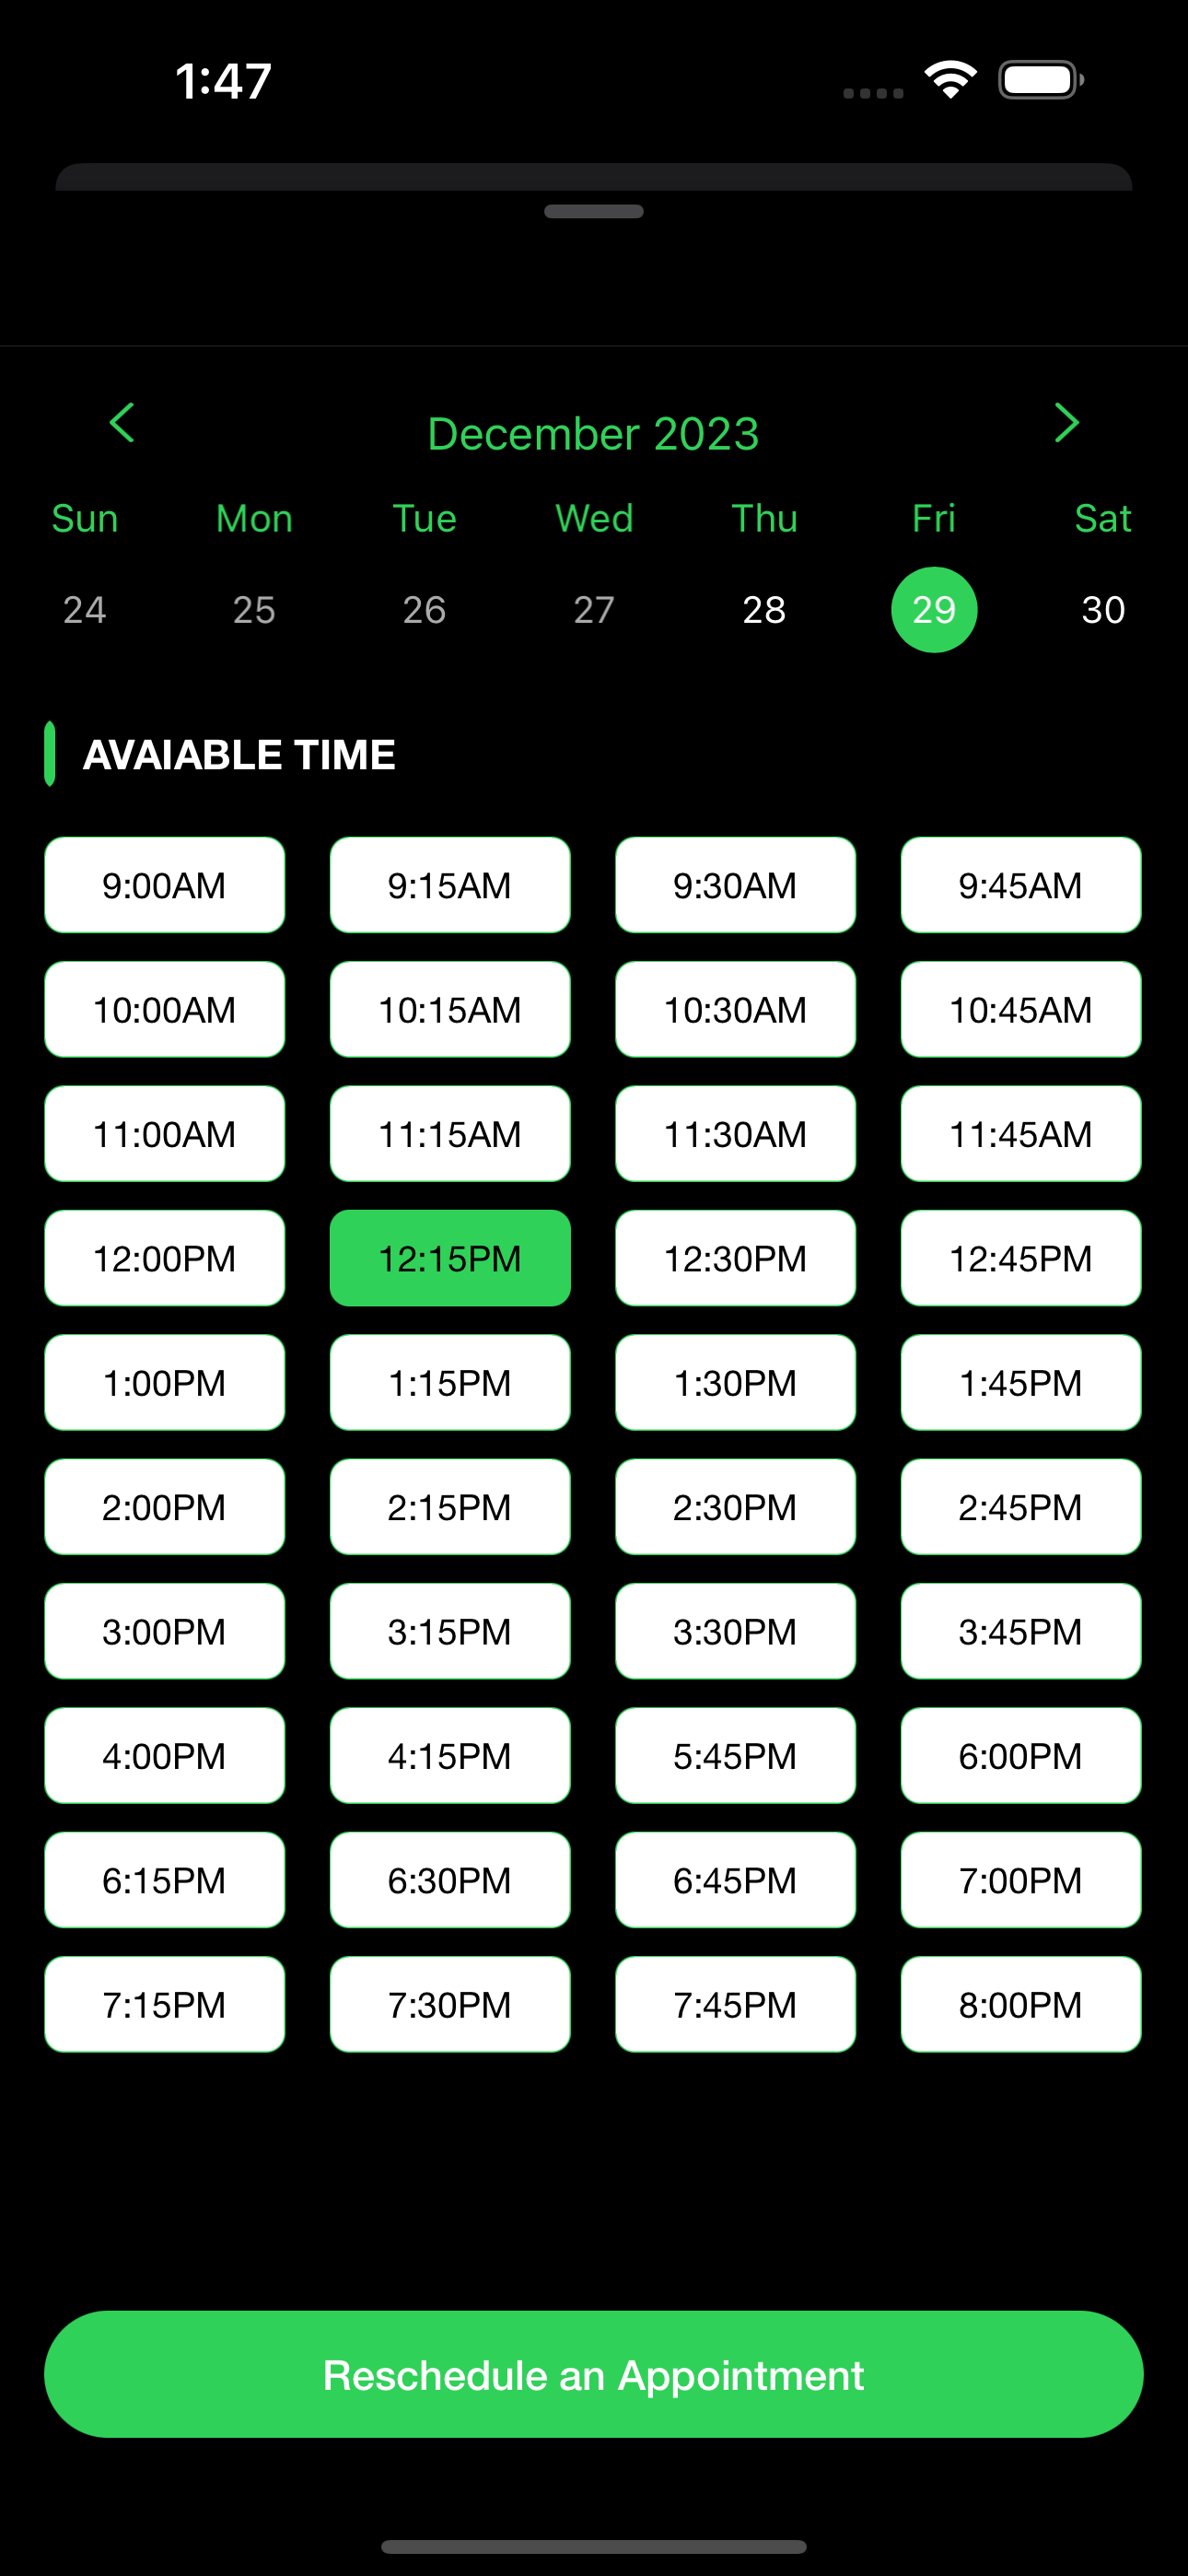 1:47
December 2023
Sun Mon Tue Wed Thu Fri Sat
24 25 26 27 28 29 30
AVAIABLE TIME
9:00AM 9:15AM 9:30AM 9:45AM
10:00AM 10:15AM 10:30AM 10:45AM
11:00AM 11:15AM 11:30AM 11:45AM
12:00PM 12:15PM 12:30PM 12:45PM
1:00PM 1:15PM 1:30PM 1:45PM
2:00PM 2:15PM 2:30PM 2:45PM
3:00PM 3:15PM 3:30PM 3:45PM
4:00PM 4:15PM 5:45PM 6:00PM
6:15PM 6:30PM 6:45PM 7:00PM
7:15PM 7:30PM 7:45PM 8:00PM
Reschedule an Appointment